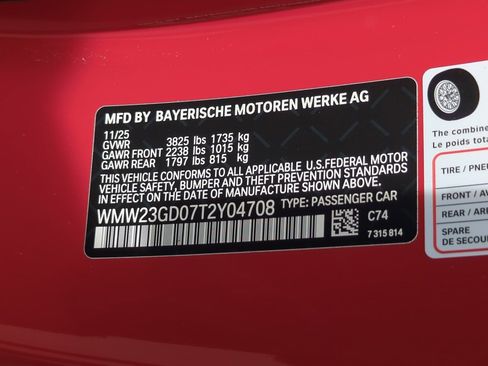 MFD BY BAYERISCHE MOTOREN WERKE AG
11/25
GVWR 3825 lbs 1735 kg
GAWR FRONT 2238 lbs 1015 kg
GAWR REAR 1797 lbs 815 kg
THIS VEHICLE CONFORMS TO ALL APPLICABLE U.S.FEDERAL MOTOR
VEHICLE SAFETY, BUMPER AND THEFT PREVENTION STANDARDS
IN EFFECT ON THE DATE OF MANUFACTURE SHOWN ABOVE.
WMW23GD07T2Y04708 TYPE: PASSENGER CAR
C74
7 315 814
The combine
Le poids tota
TIRE / PNE
FRONT / AV
REAR / AR
SPARE
DE SECOU